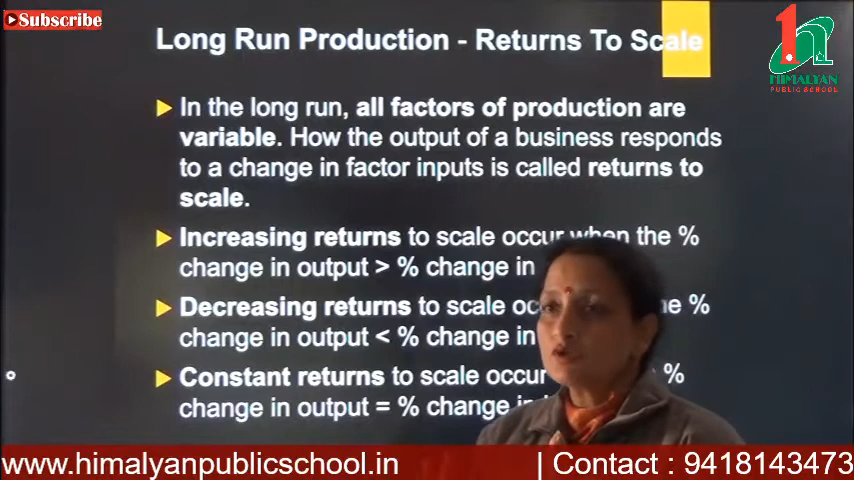 Subscribe
Long Run Production - Returns To Scale
1h
HIMALYAN
PUBLIC SCHOOL
In the long run, all factors of production are
variable. How the output of a business responds
to a change in factor inputs is called returns to
scale.
Increasing returns to scale occur when the %
change in output > % change in
Decreasing returns to scale %
change in output < % change in
Constant returns to scale occur %
change in output = % change
www.himalyanpublicschool.in | Contact : 9418143473